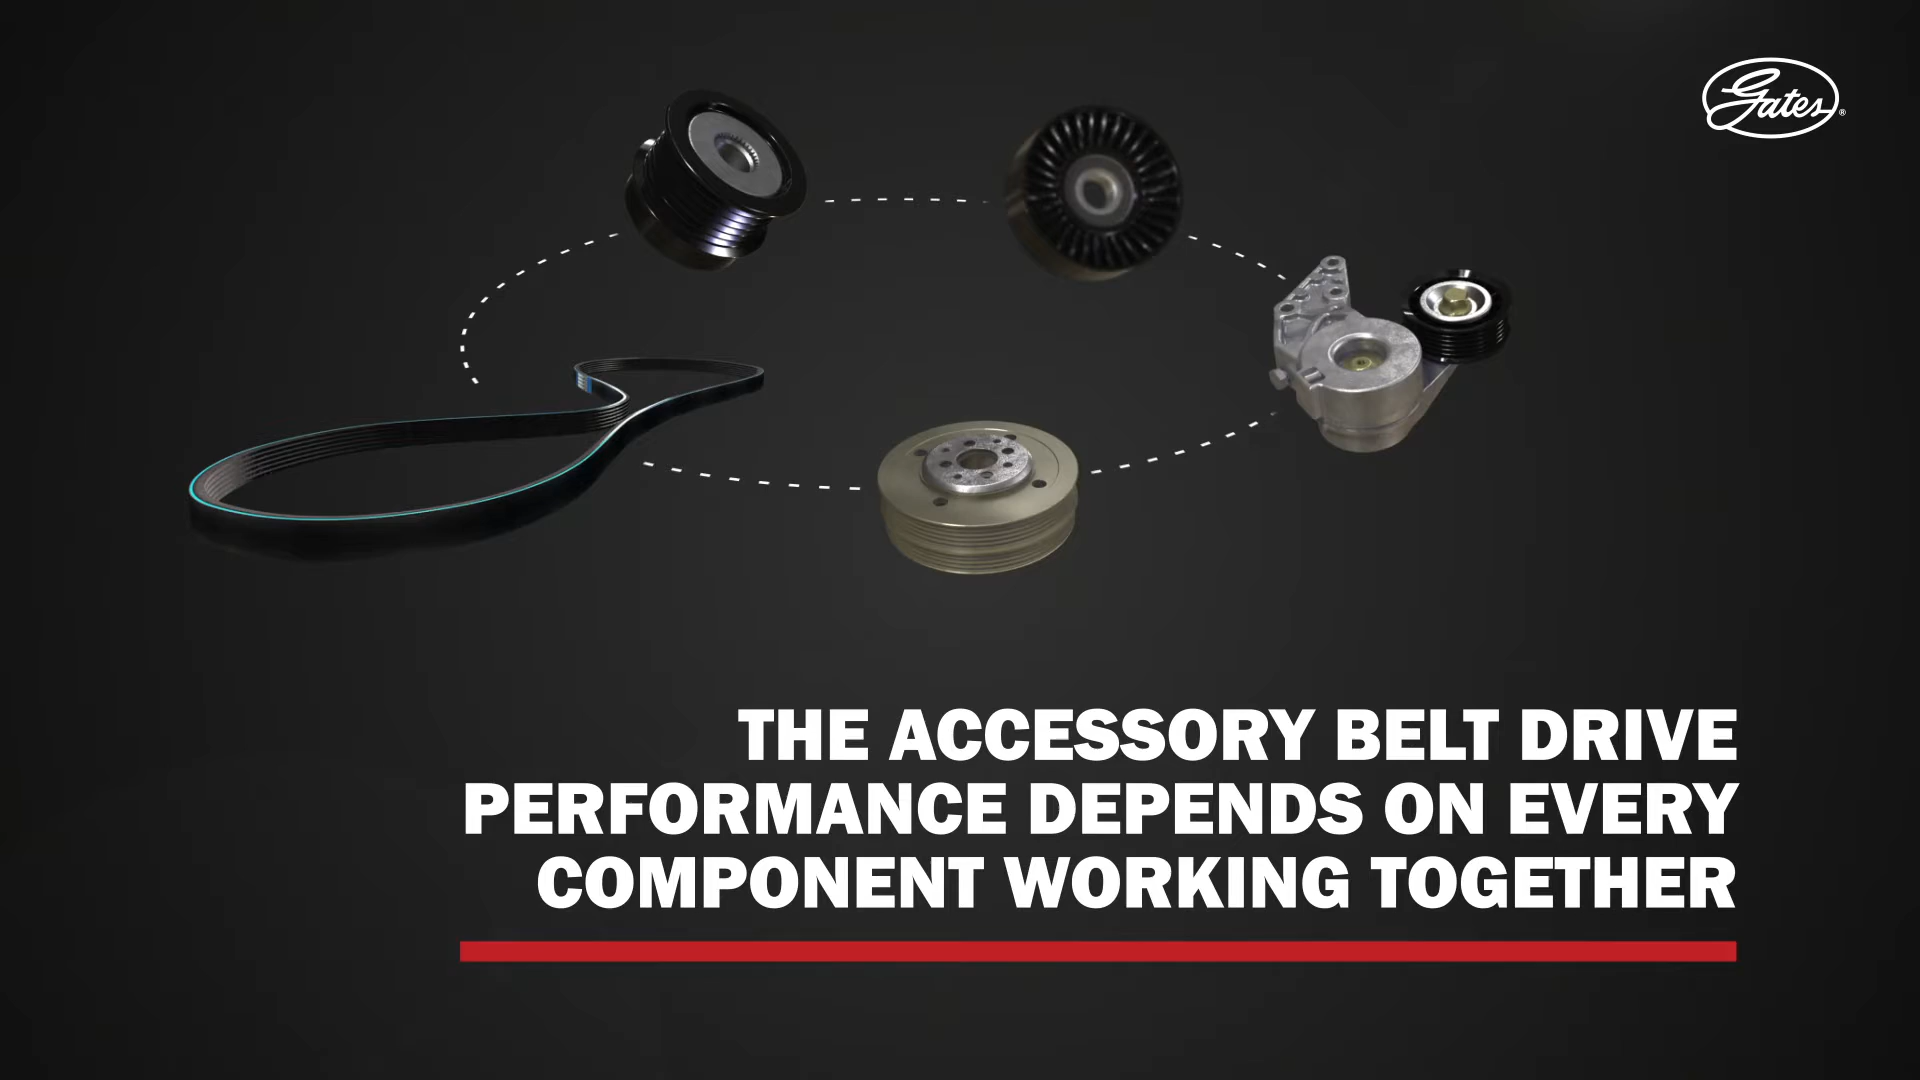 Gates®
THE ACCESSORY BELT DRIVE
PERFORMANCE DEPENDS ON EVERY
COMPONENT WORKING TOGETHER